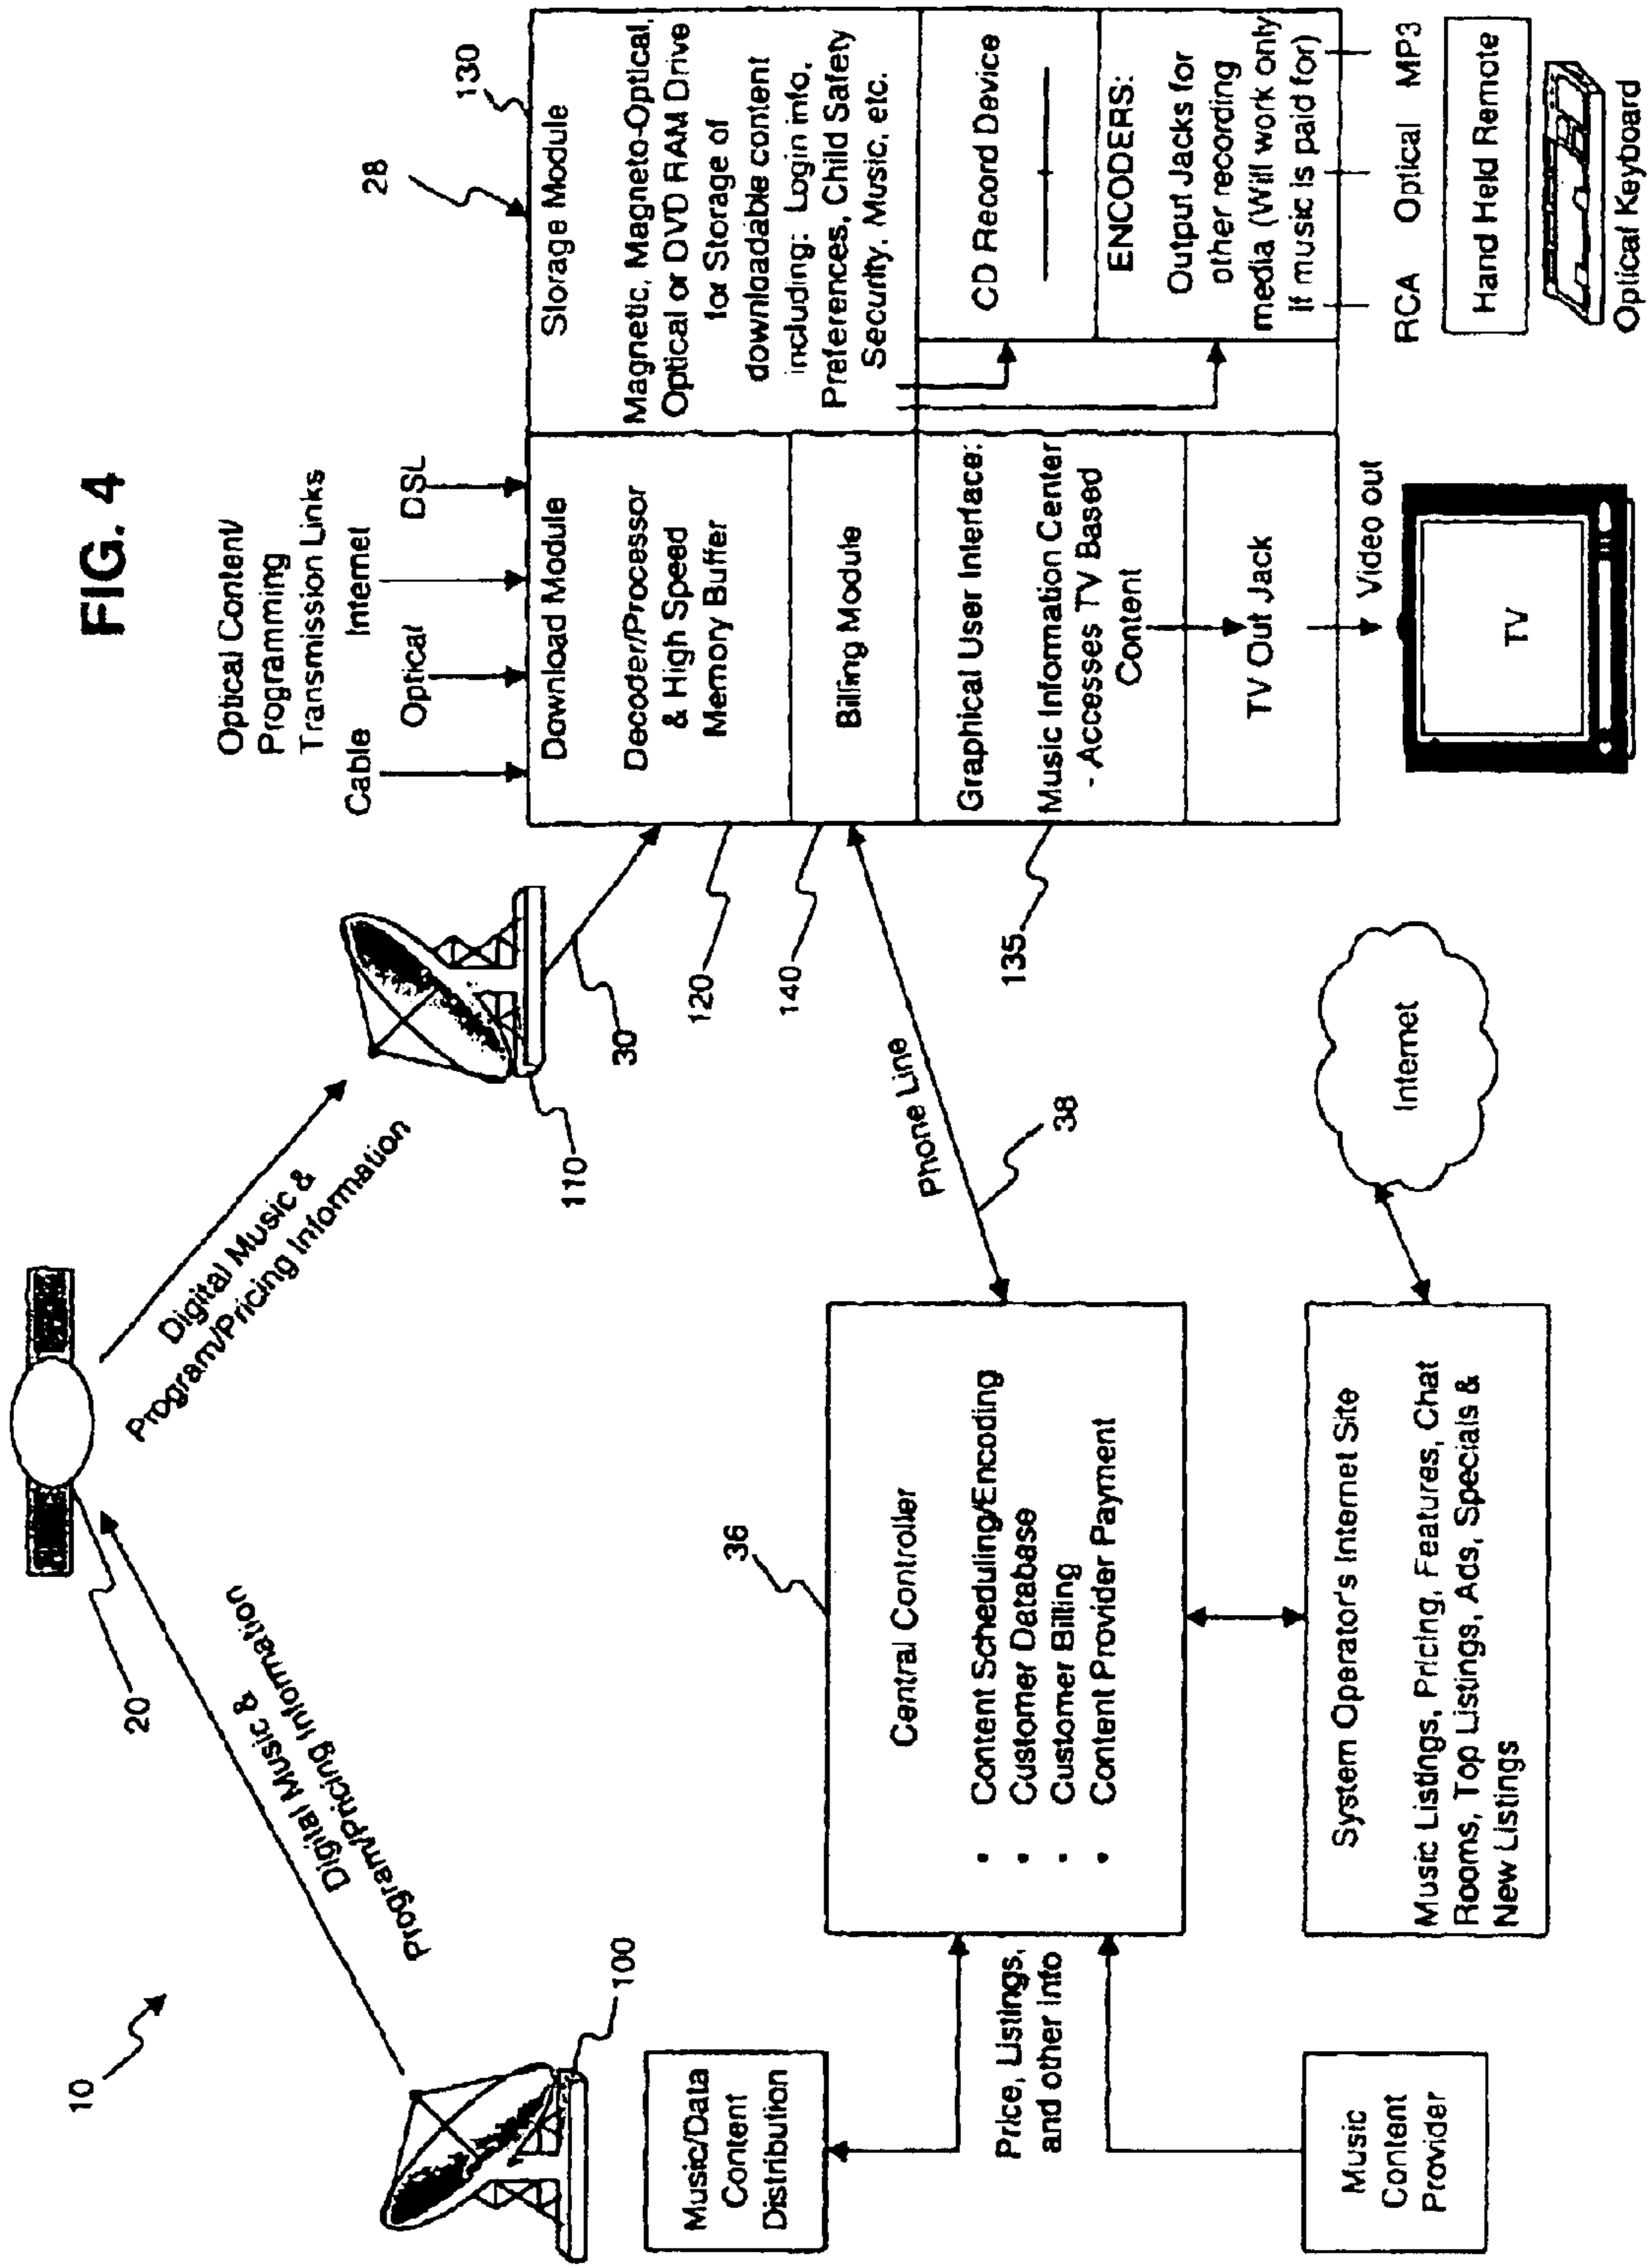 FIG. 4
10
20
Digital Music &
Program/Pricing Information
Digital Music &
Program/Pricing Information
100
110
30
Optical Content/
Programming
Transmission Links
Cable
Optical
Internet
DSL
28
130
Download Module
Decoder/Processor
& High Speed
Memory Buffer
120
Billing Module
140
Graphical User Interface:
Music Information Center
- Accesses TV Based
Content
135
TV Out Jack
Video out
TV
Storage Module
Magnetic, Magneto-Optical,
Optical or DVD RAM Drive
for Storage of
downloadable content
including: Login info,
Preferences, Child Safety
Security, Music, etc.
CD Record Device
ENCODERS:
Output Jacks for
other recording
media (Will work only
if music is paid for)
RCA
Optical
MP3
Hand Held Remote
Optical Keyboard
Music/Data
Content
Distribution
Price, Listings,
and other info
Music
Content
Provider
36
Central Controller
• Content Scheduling/Encoding
• Customer Database
• Customer Billing
• Content Provider Payment
Phone Line
38
System Operator's Internet Site
Music Listings, Pricing, Features, Chat
Rooms, Top Listings, Ads, Specials &
New Listings
Internet